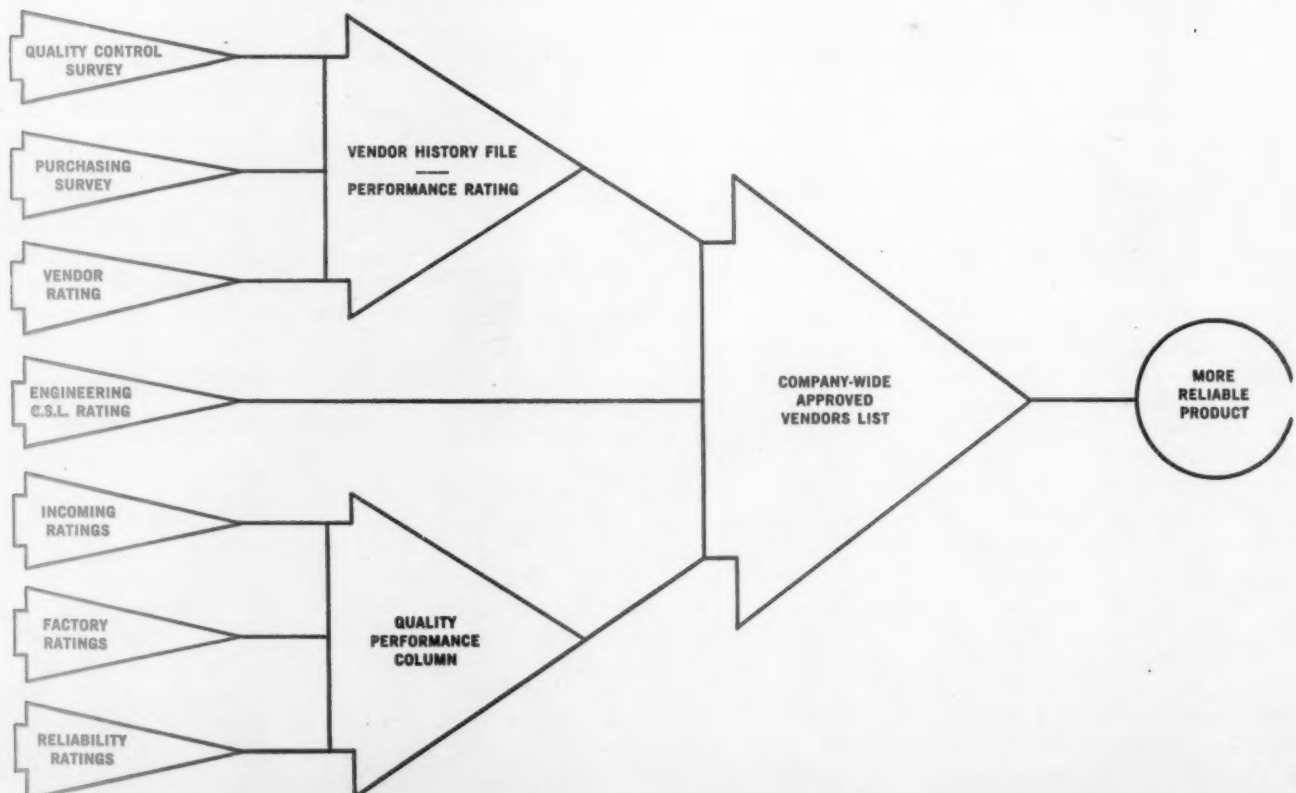 QUALITY CONTROL
SURVEY
PURCHASING
SURVEY
VENDOR
RATING
ENGINEERING
C.S.L. RATING
INCOMING
RATINGS
FACTORY
RATINGS
RELIABILITY
RATINGS
VENDOR HISTORY FILE
PERFORMANCE RATING
QUALITY
PERFORMANCE
COLUMN
COMPANY-WIDE
APPROVED
VENDORS LIST
MORE
RELIABLE
PRODUCT